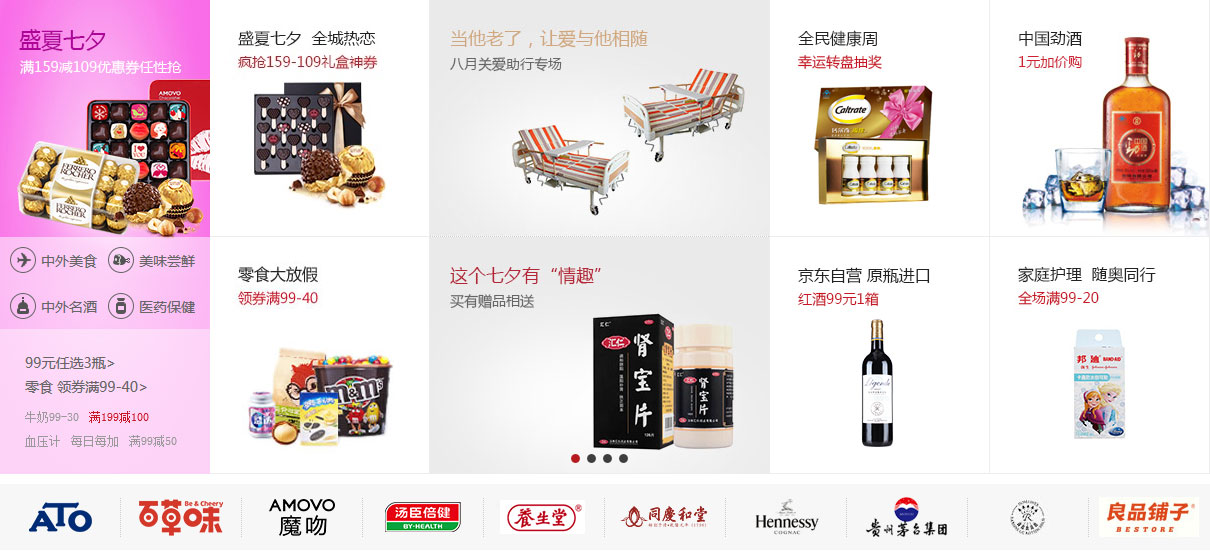 盛夏七夕
满159减109优惠券任性抢
AMOVO
FERRERO
ROCHER
FERRERO
ROCHER
中外美食
美味尝鲜
中外名酒
医药保健
99元任选3瓶>
零食 领券满99-40>
牛奶99-30 满199减100
血压计 每日每加 满99减50
盛夏七夕 全城热恋
疯抢159-109礼盒神券
当他老了，让爱与他相随
八月关爱助行专场
全民健康周
幸运转盘抽奖
Caltrate
中国劲酒
1元加价购
零食大放假
领券满99-40
m&m's
这个七夕有“情趣”
买有赠品相送
汇仁
肾宝片
肾宝片
京东自营 原瓶进口
红酒99元1箱
Légende
家庭护理 随奥同行
全场满99-20
邦迪
BAND-AID
ATO
百草味
Be & Cheery
AMOVO
魔吻
汤臣倍健
BY-HEALTH
養生堂®
同慶和堂
Hennessy
COGNAC
贵州茅台集团
良品铺子®
BESTORE